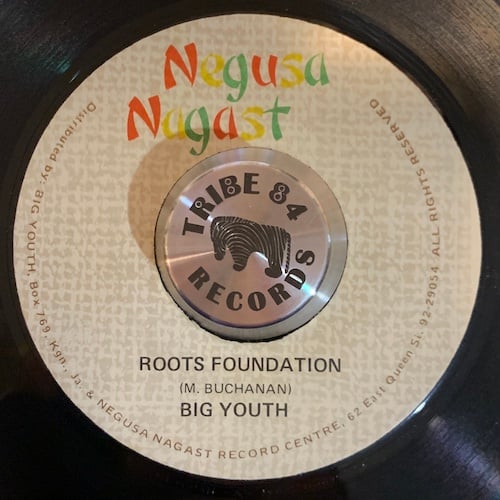 Negusa
Nagast
TRIBE 84
RECORDS
ROOTS FOUNDATION
(M. BUCHANAN)
BIG YOUTH
Distributed by: BIG YOUTH, Box 769, Kgn., Ja. & NEGUSA NAGAST RECORD CENTRE, 62 East Queen St. 92-29054 ALL RIGHTS RESERVED